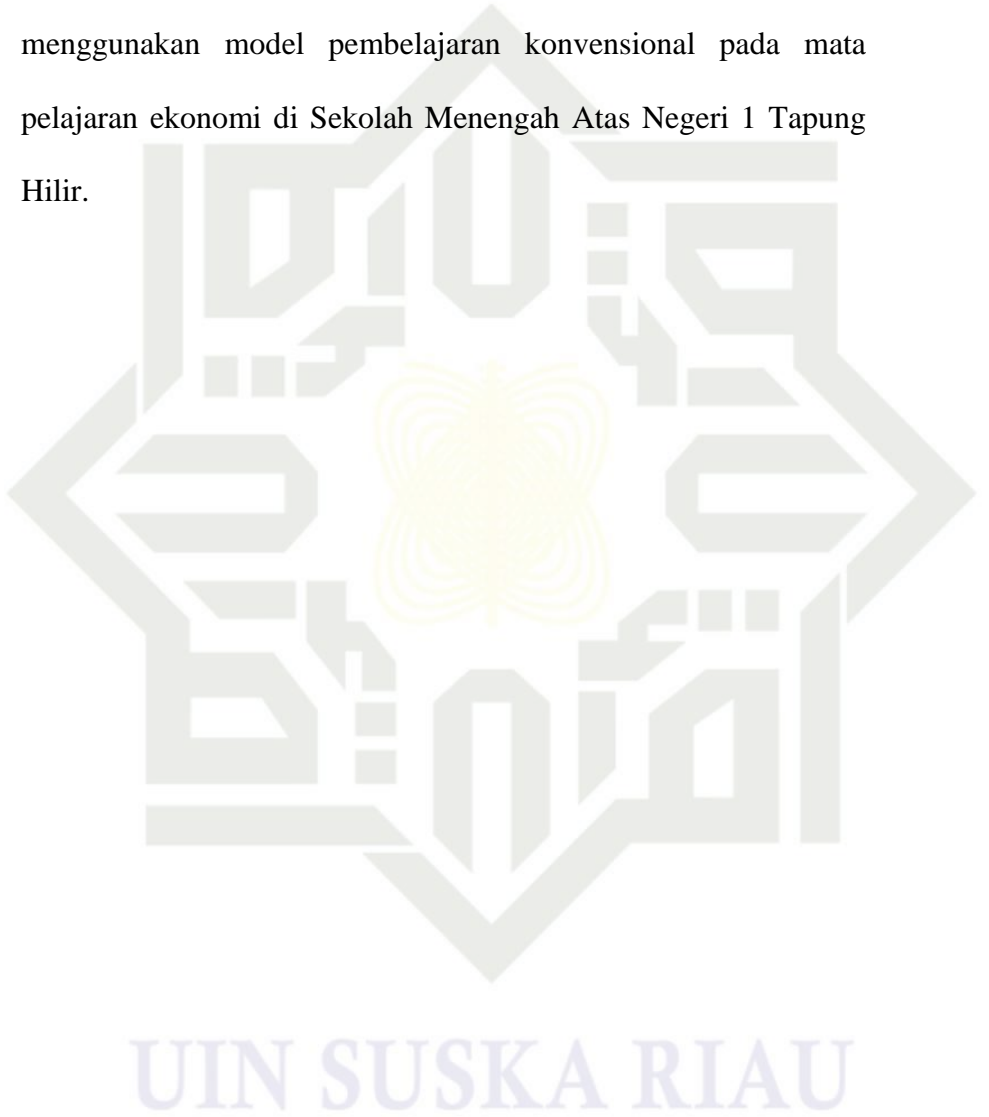 menggunakan model pembelajaran konvensional pada mata
pelajaran ekonomi di Sekolah Menengah Atas Negeri 1 Tapung
Hilir.
UIN SUSKA RIAU